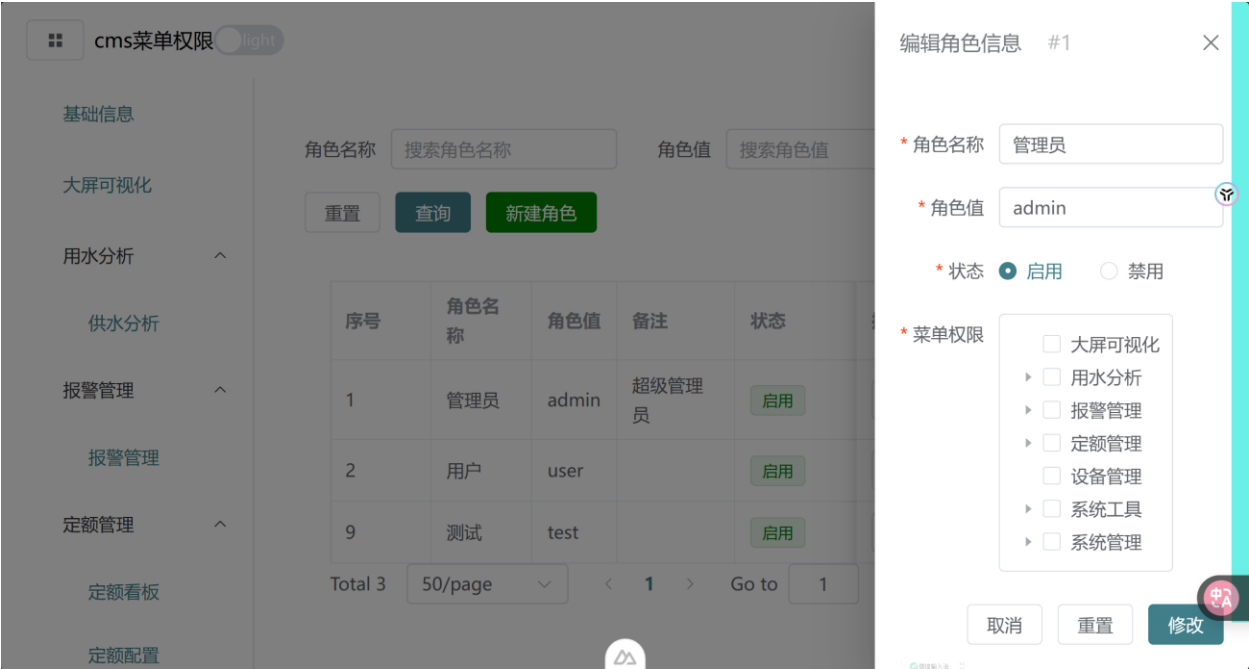 cms菜单权限 light
基础信息
大屏可视化
用水分析
供水分析
报警管理
报警管理
定额管理
定额看板
定额配置
角色名称 搜索角色名称 角色值 搜索角色值
重置 查询 新建角色
序号 角色名称 角色值 备注 状态
1 管理员 admin 超级管理员 启用
2 用户 user 启用
9 测试 test 启用
Total 3 50/page 1 Go to 1
编辑角色信息 #1
* 角色名称 管理员
* 角色值 admin
* 状态 启用 禁用
* 菜单权限
大屏可视化
用水分析
报警管理
定额管理
设备管理
系统工具
系统管理
取消 重置 修改
中 A